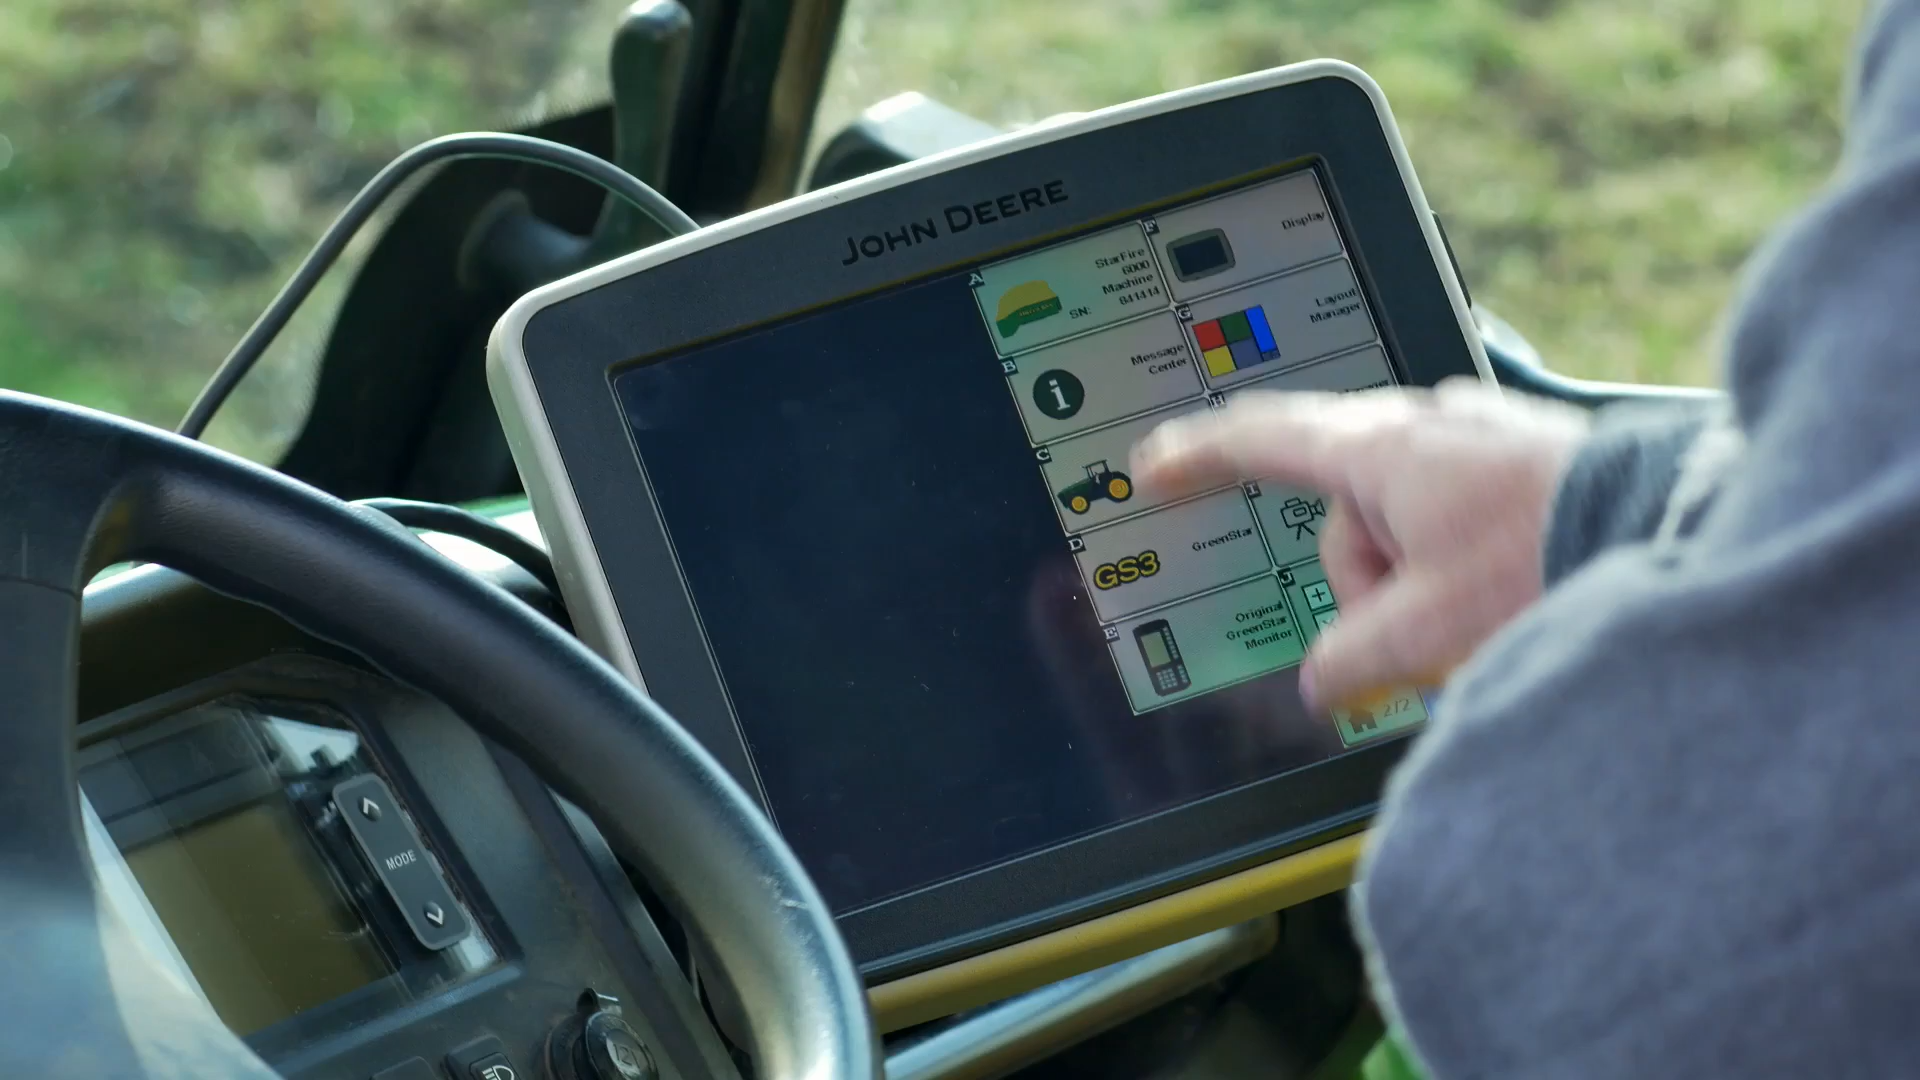 JOHN DEERE
A
StarFire
6000
Machine
SN: 841414
F
Display
B
Message
Center
G
Layout
Manager
C
H
D
GS3
GreenStar
I
E
Original
GreenStar
Monitor
J
2/2
MODE